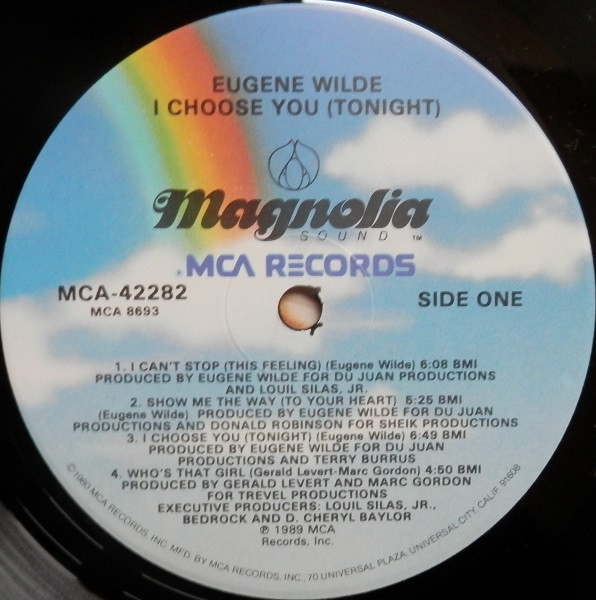 EUGENE WILDE
I CHOOSE YOU (TONIGHT)
Magnolia
SOUND ™
MCA RECORDS
MCA-42282
MCA 8693
SIDE ONE
1. I CAN'T STOP (THIS FEELING) (Eugene Wilde) 6:08 BMI
PRODUCED BY EUGENE WILDE FOR DU JUAN PRODUCTIONS
AND LOUIL SILAS, JR.
2. SHOW ME THE WAY (TO YOUR HEART) 5:25 BMI
(Eugene Wilde) PRODUCED BY EUGENE WILDE FOR DU JUAN
PRODUCTIONS AND DONALD ROBINSON FOR SHEIK PRODUCTIONS
3. I CHOOSE YOU (TONIGHT) (Eugene Wilde) 6:49 BMI
PRODUCED BY EUGENE WILDE FOR DU JUAN
PRODUCTIONS AND TERRY BURRUS
4. WHO'S THAT GIRL (Gerald Levert-Marc Gordon) 4:50 BMI
PRODUCED BY GERALD LEVERT AND MARC GORDON
FOR TREVEL PRODUCTIONS
EXECUTIVE PRODUCERS: LOUIL SILAS, JR.,
BEDROCK AND D. CHERYL BAYLOR
℗ 1989 MCA
Records, Inc.
©1980 MCA RECORDS, INC. MFD. BY MCA RECORDS, INC., 70 UNIVERSAL PLAZA, UNIVERSAL CITY, CALIF. 91608